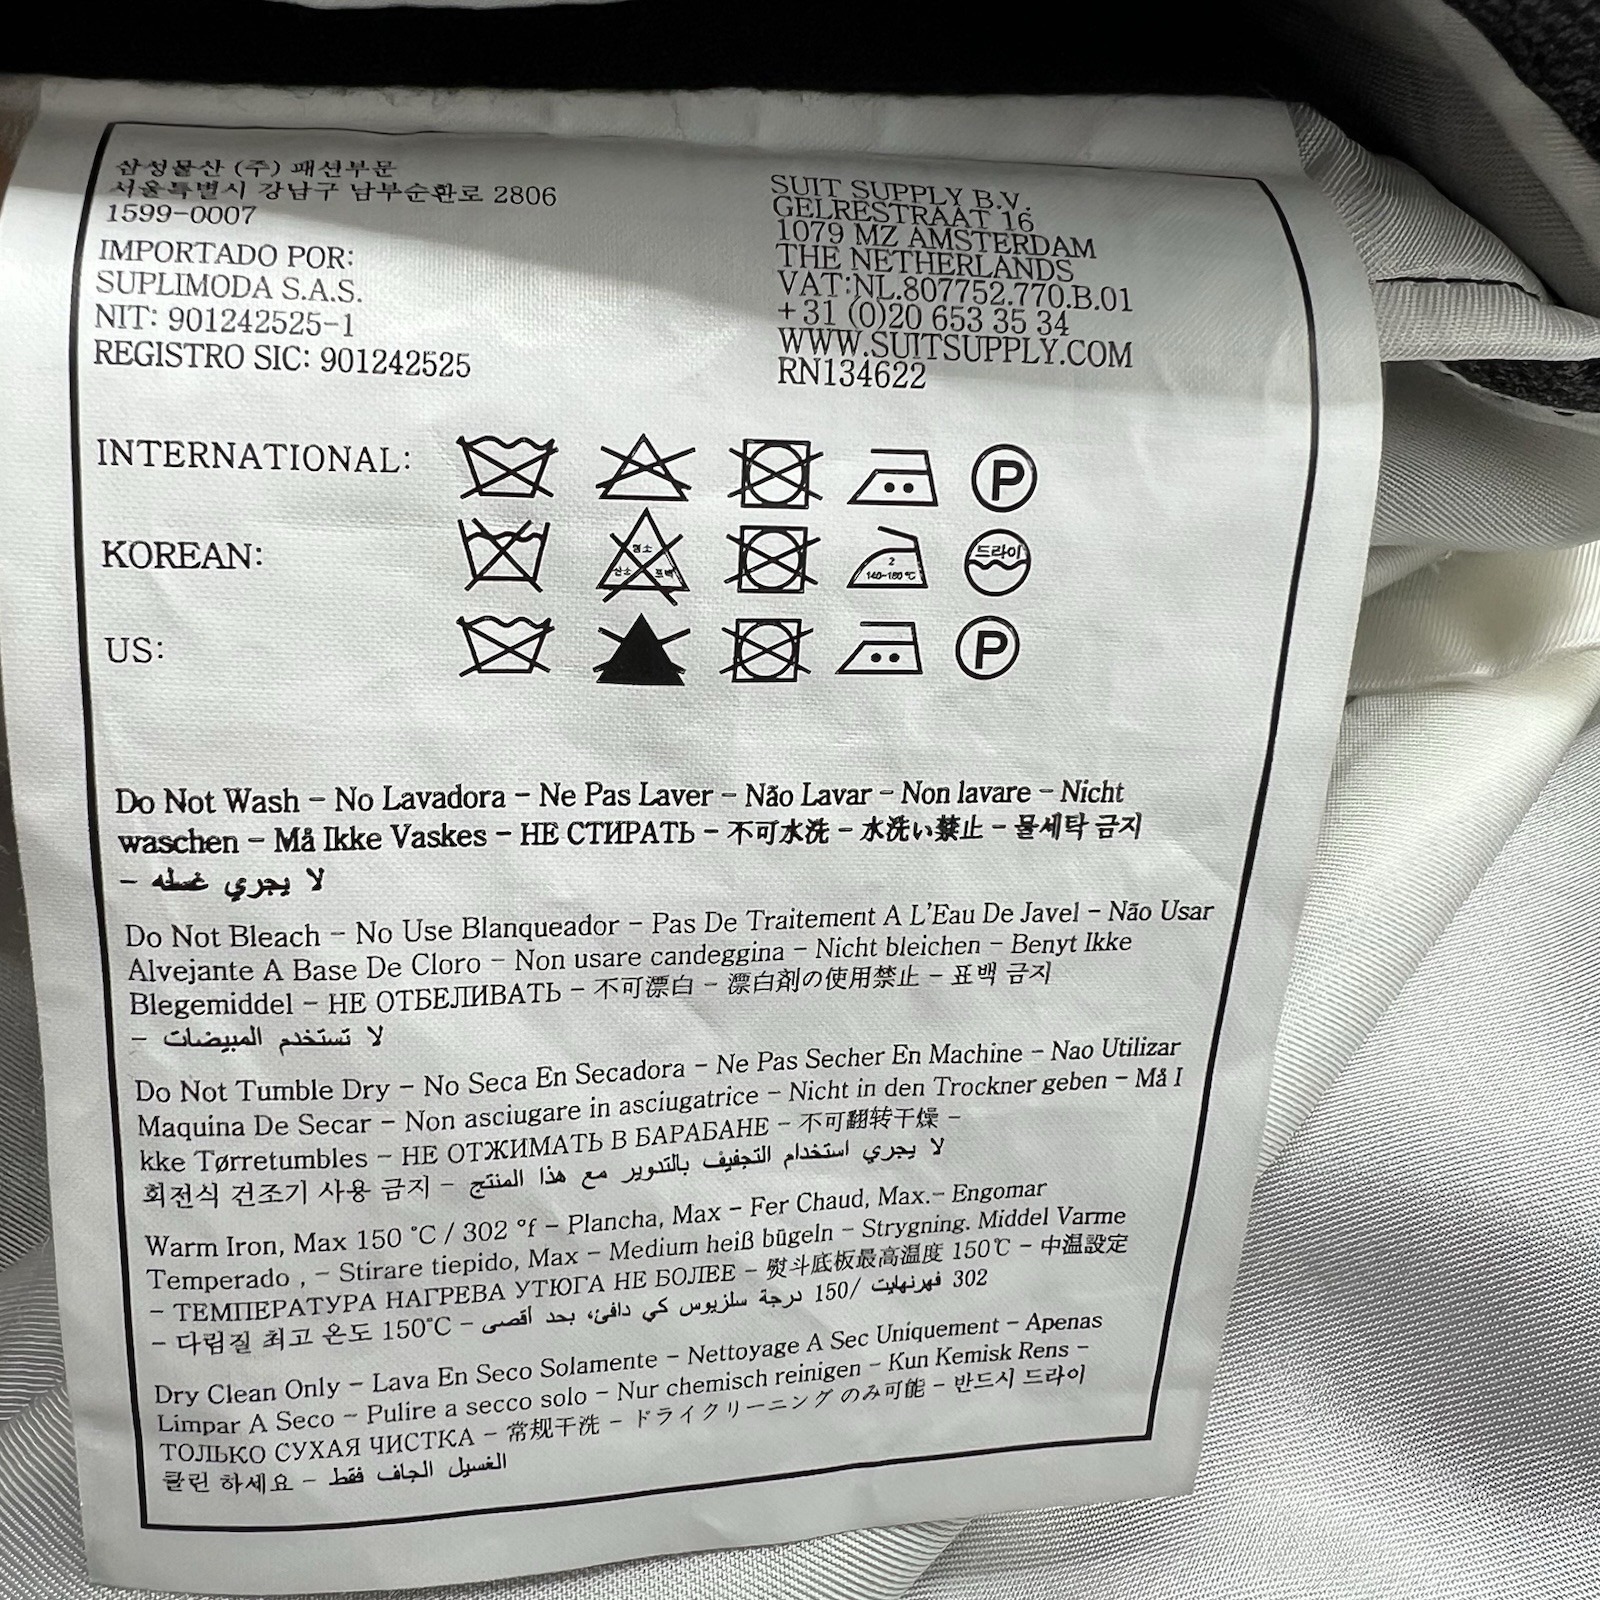 삼성물산 (주) 패션부문
서울특별시 강남구 남부순환로 2806
1599-0007
IMPORTADO POR:
SUPLIMODA S.A.S.
NIT: 901242525-1
REGISTRO SIC: 901242525
SUIT SUPPLY B.V.
GELRESTRAAT 16
1079 MZ AMSTERDAM
THE NETHERLANDS
VAT:NL.807752.770.B.01
+31 (0)20 653 35 34
WWW.SUITSUPPLY.COM
RN134622
INTERNATIONAL:
P
KOREAN:
염소
산소 표백
2
140-160℃
드라이
US:
P
Do Not Wash - No Lavadora - Ne Pas Laver - Não Lavar - Non lavare - Nicht
waschen - Må Ikke Vaskes - НЕ СТИРАТЬ - 不可水洗 - 水洗い禁止 - 물세탁 금지
- لا يجري غسله
Do Not Bleach - No Use Blanqueador - Pas De Traitement A L'Eau De Javel - Não Usar
Alvejante A Base De Cloro - Non usare candeggina - Nicht bleichen - Benyt Ikke
Blegemiddel - НЕ ОТБЕЛИВАТЬ - 不可漂白 - 漂白剤の使用禁止 - 표백 금지
- لا تستخدم المبيضات
Do Not Tumble Dry - No Seca En Secadora - Ne Pas Secher En Machine - Nao Utilizar
Maquina De Secar - Non asciugare in asciugatrice - Nicht in den Trockner geben - Må I
kke Tørretumbles - НЕ ОТЖИМАТЬ В БАРАБАНЕ - 不可翻转干燥 -
회전식 건조기 사용 금지 - لا يجري استخدام التجفيف بالتدوير مع هذا المنتج
Warm Iron, Max 150 °C / 302 °f - Plancha, Max - Fer Chaud, Max.- Engomar
Temperado , - Stirare tiepido, Max - Medium heiß bügeln - Strygning. Middel Varme
- ТЕМПЕРАТУРА НАГРЕВА УТЮГА НЕ БОЛЕЕ - 熨斗底板最高温度 150℃ - 中温設定
- 다림질 최고 온도 150℃ - كي دافئ، بحد أقصى 150 درجة سلزيوس/ 302 فهرنهايت
Dry Clean Only - Lava En Seco Solamente - Nettoyage A Sec Uniquement - Apenas
Limpar A Seco - Pulire a secco solo - Nur chemisch reinigen - Kun Kemisk Rens -
ТОЛЬКО СУХАЯ ЧИСТКА - 常规干洗 - ドライクリーニングのみ可能 - 반드시 드라이
클린 하세요 - الغسيل الجاف فقط